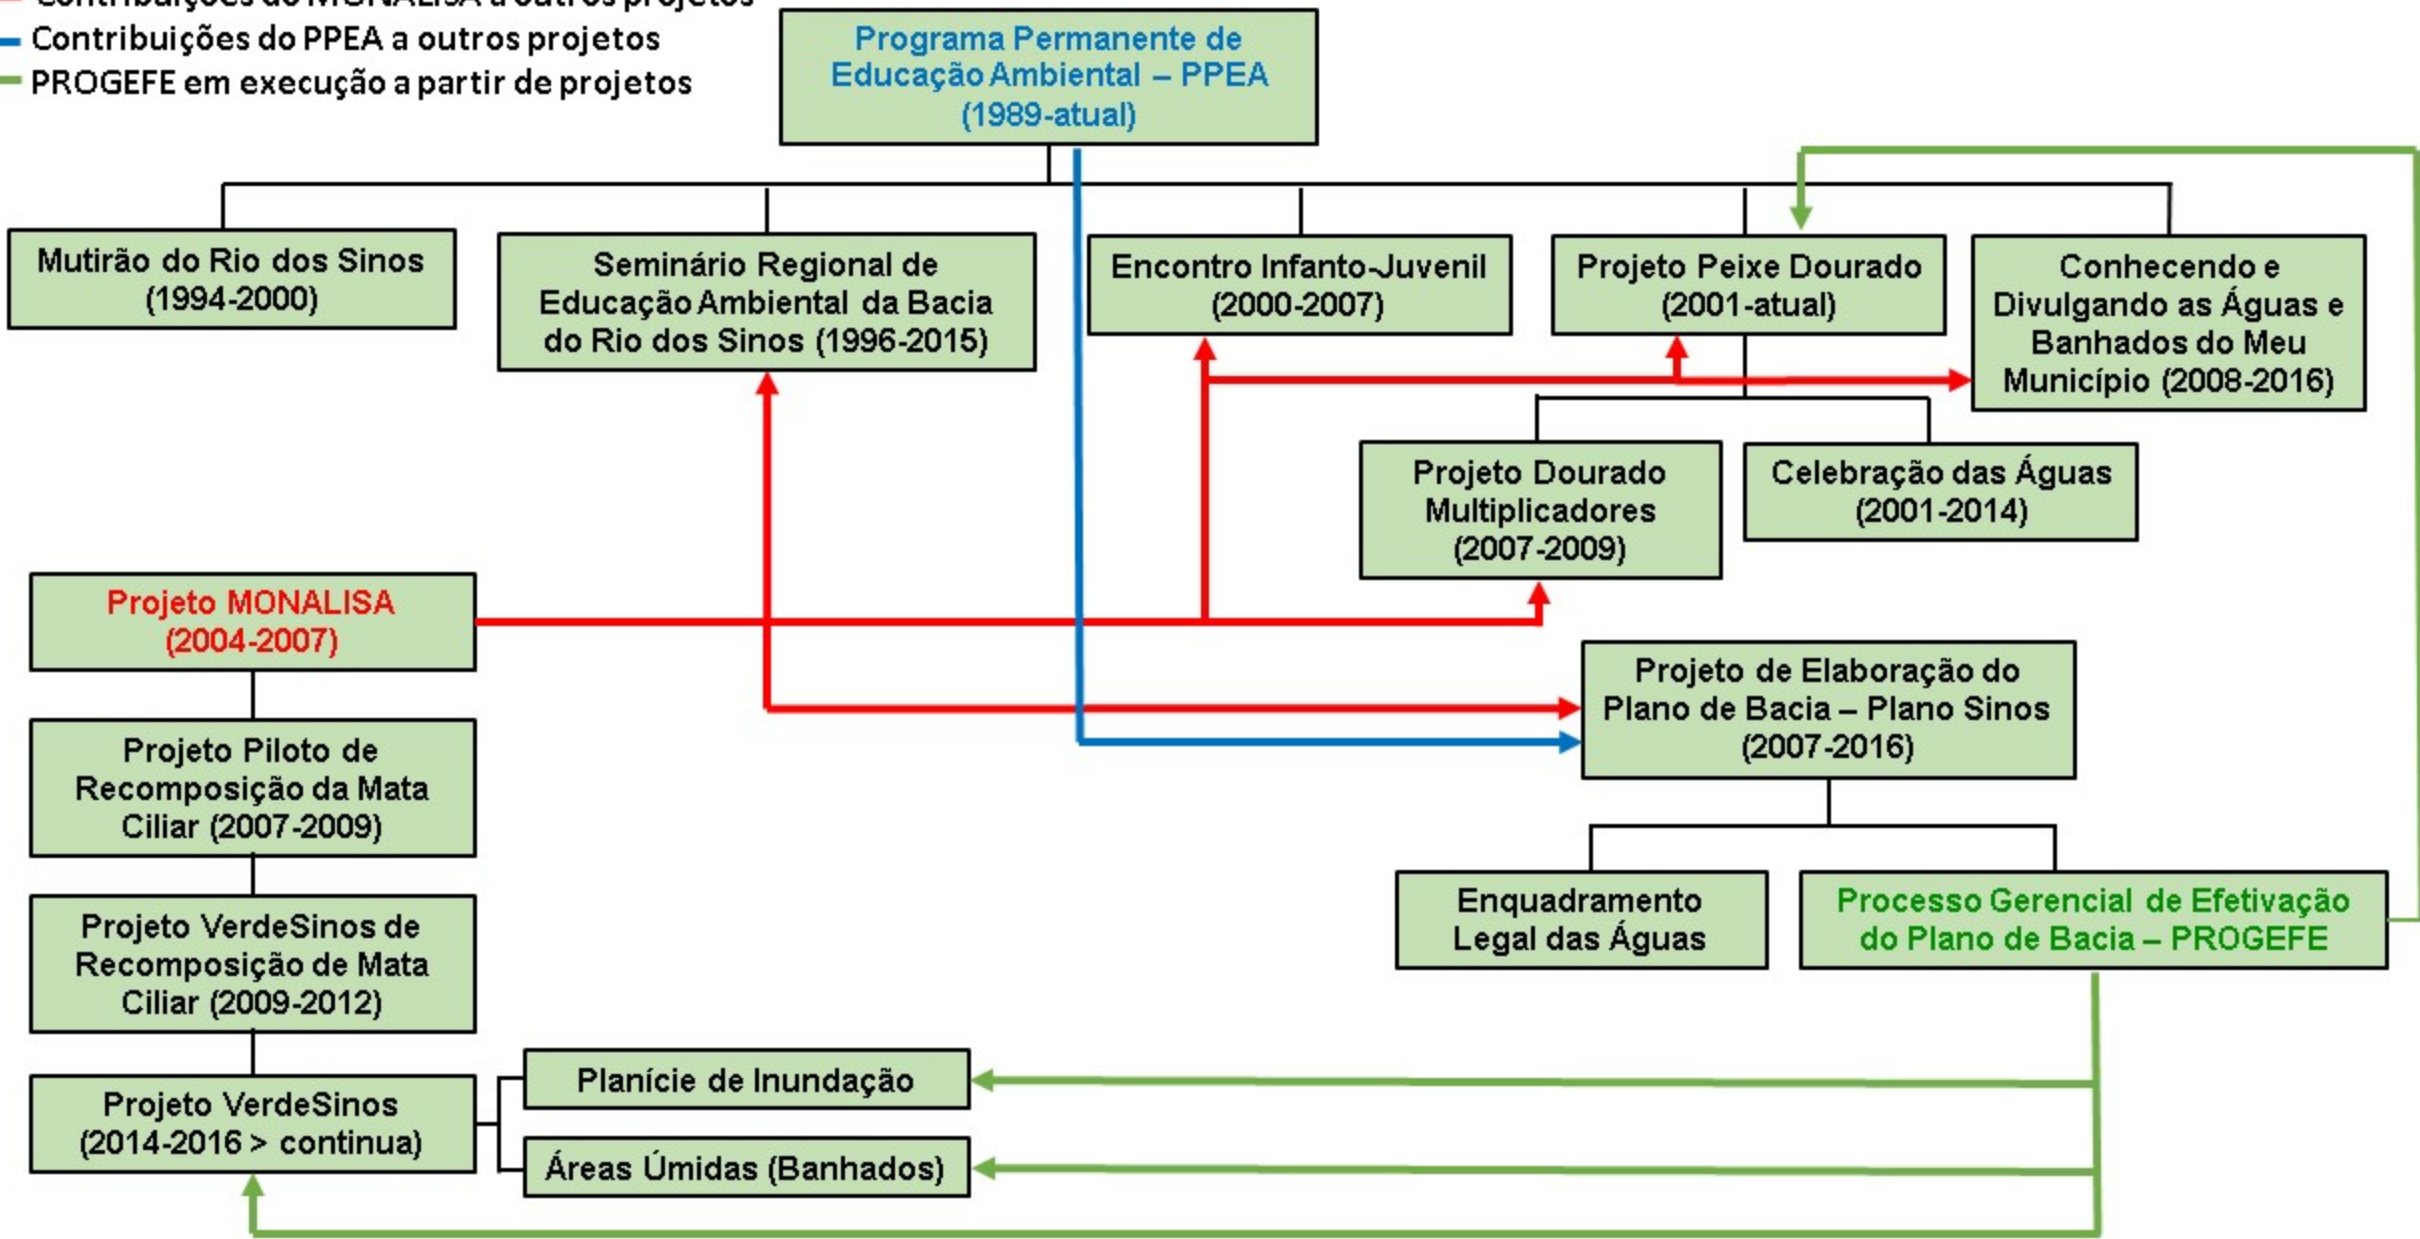 Contribuições do MONALISA a outros projetos
Contribuições do PPEA a outros projetos
PROGEFE em execução a partir de projetos
Programa Permanente de
Educação Ambiental – PPEA
(1989-atual)
Mutirão do Rio dos Sinos
(1994-2000)
Seminário Regional de
Educação Ambiental da Bacia
do Rio dos Sinos (1996-2015)
Encontro Infanto-Juvenil
(2000-2007)
Projeto Peixe Dourado
(2001-atual)
Conhecendo e
Divulgando as Águas e
Banhados do Meu
Município (2008-2016)
Projeto Dourado
Multiplicadores
(2007-2009)
Celebração das Águas
(2001-2014)
Projeto MONALISA
(2004-2007)
Projeto de Elaboração do
Plano de Bacia – Plano Sinos
(2007-2016)
Projeto Piloto de
Recomposição da Mata
Ciliar (2007-2009)
Enquadramento
Legal das Águas
Processo Gerencial de Efetivação
do Plano de Bacia – PROGEFE
Projeto VerdeSinos de
Recomposição de Mata
Ciliar (2009-2012)
Projeto VerdeSinos
(2014-2016 > continua)
Planície de Inundação
Áreas Úmidas (Banhados)